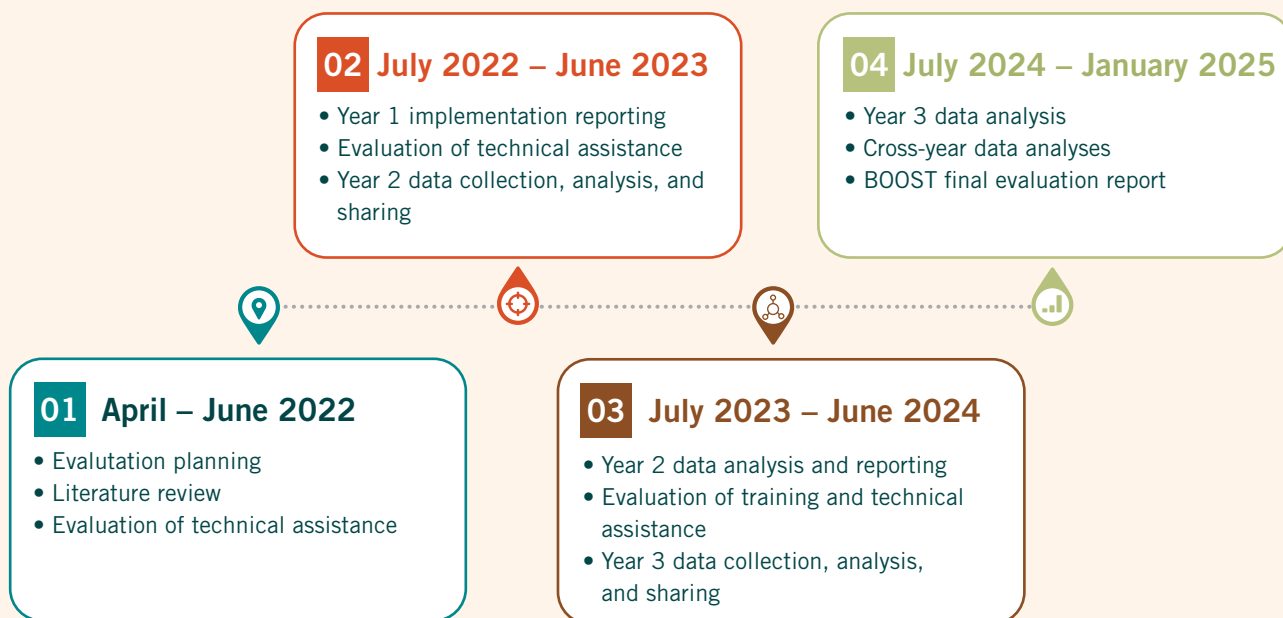 01 April – June 2022
• Evalutation planning
• Literature review
• Evaluation of technical assistance
02 July 2022 – June 2023
• Year 1 implementation reporting
• Evaluation of technical assistance
• Year 2 data collection, analysis, and
sharing
03 July 2023 – June 2024
• Year 2 data analysis and reporting
• Evaluation of training and technical
assistance
• Year 3 data collection, analysis,
and sharing
04 July 2024 – January 2025
• Year 3 data analysis
• Cross-year data analyses
• BOOST final evaluation report